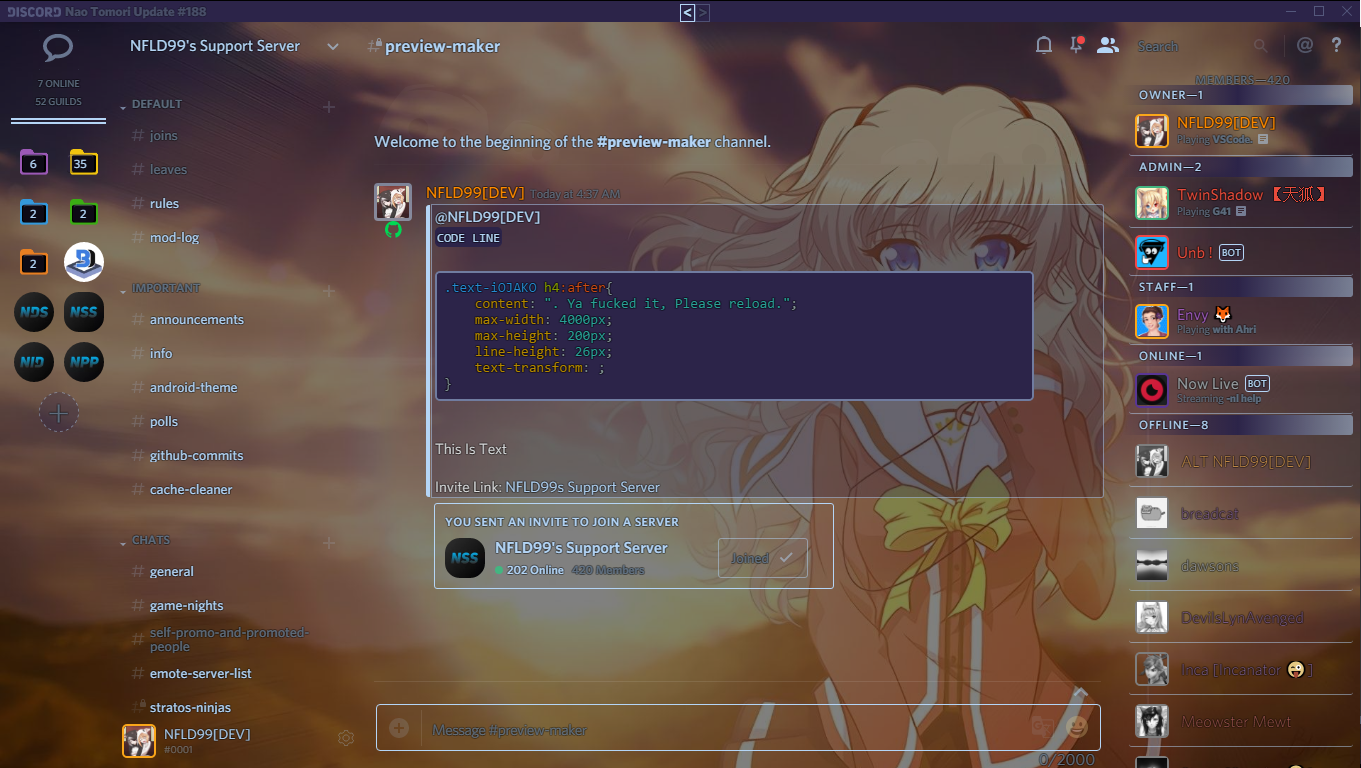 DISCORD Nao Tomori Update #188
< >
7 ONLINE
52 GUILDS
6
35
2
2
2
NDS
NSS
NID
NPP
NFLD99's Support Server
DEFAULT
# joins
# leaves
# rules
# mod-log
IMPORTANT
# announcements
# info
# android-theme
# polls
# github-commits
# cache-cleaner
CHATS
# general
# game-nights
# self-promo-and-promoted-
people
# emote-server-list
# stratos-ninjas
NFLD99[DEV]
#0001
# preview-maker
Search
@ ?
Welcome to the beginning of the #preview-maker channel.
NFLD99[DEV] Today at 4:37 AM
@NFLD99[DEV]
CODE LINE
.text-iOJAKO h4:after{
content: ". Ya fucked it, Please reload.";
max-width: 4000px;
max-height: 200px;
line-height: 26px;
text-transform: ;
}
This Is Text
Invite Link: NFLD99s Support Server
YOU SENT AN INVITE TO JOIN A SERVER
NSS
NFLD99's Support Server
202 Online 420 Members
Joined
Message #preview-maker
0/2000
MEMBERS—420
OWNER—1
NFLD99[DEV]
Playing VSCode.
ADMIN—2
TwinShadow 【天狐】
Playing G41
Unb ! BOT
STAFF—1
Envy 🦊
Playing with Ahri
ONLINE—1
Now Live BOT
Streaming -nl help
OFFLINE—8
ALT NFLD99[DEV]
breadcat
dawsons
DevilsLynAvenged
Inca [Incanator 😜]
Meowster Mewt